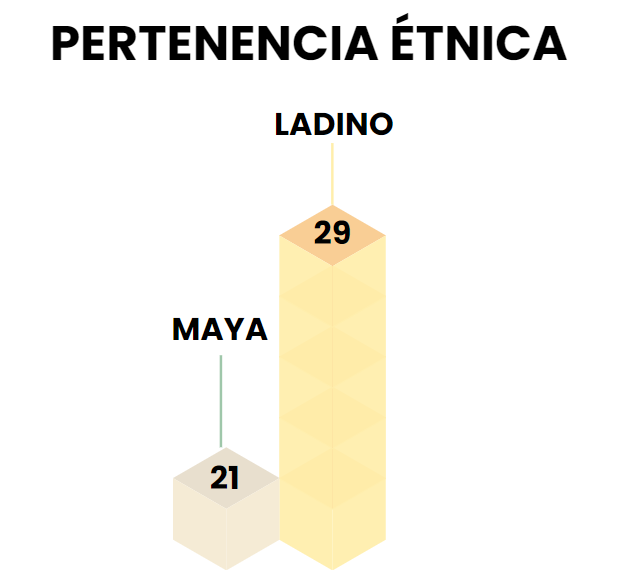 PERTENENCIA ÉTNICA
LADINO
29
MAYA
21